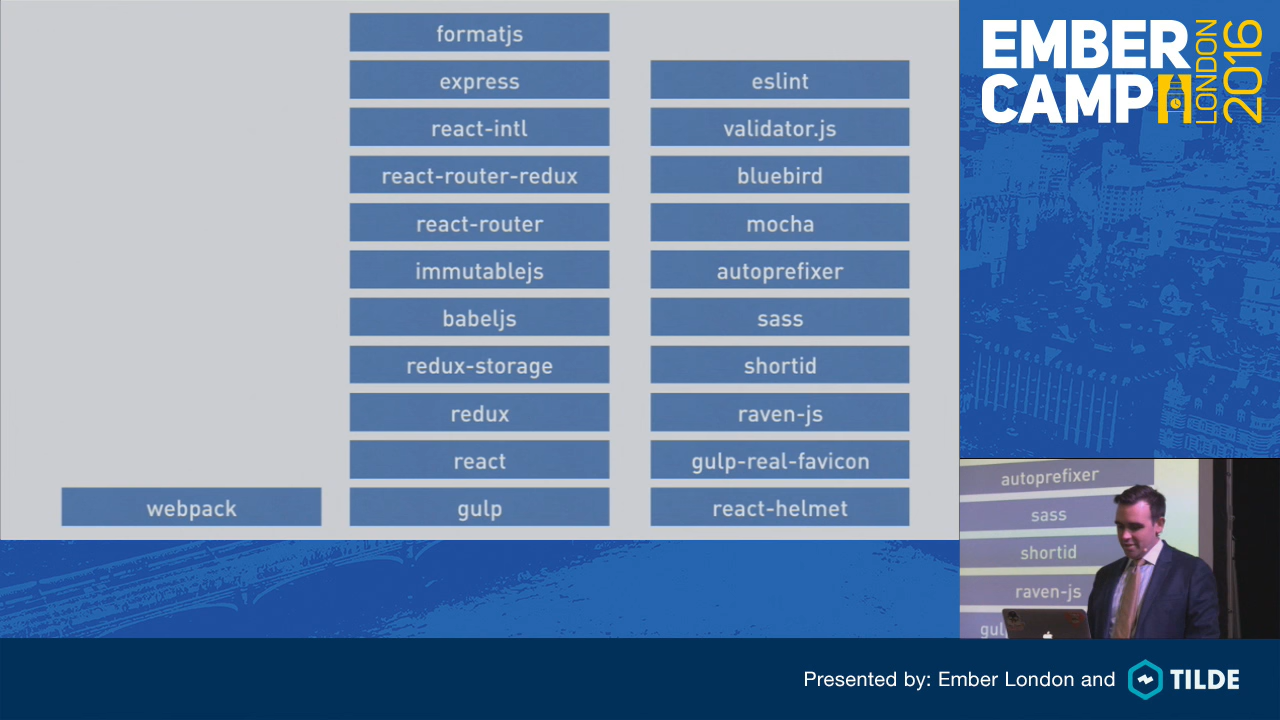 formatjs
express
react-intl
react-router-redux
react-router
immutablejs
babeljs
redux-storage
redux
react
gulp
webpack
eslint
validator.js
bluebird
mocha
autoprefixer
sass
shortid
raven-js
gulp-real-favicon
react-helmet
EMBER
CAMP
LONDON
2016
autoprefixer
sass
shortid
raven-js
gul
Presented by: Ember London and
TILDE